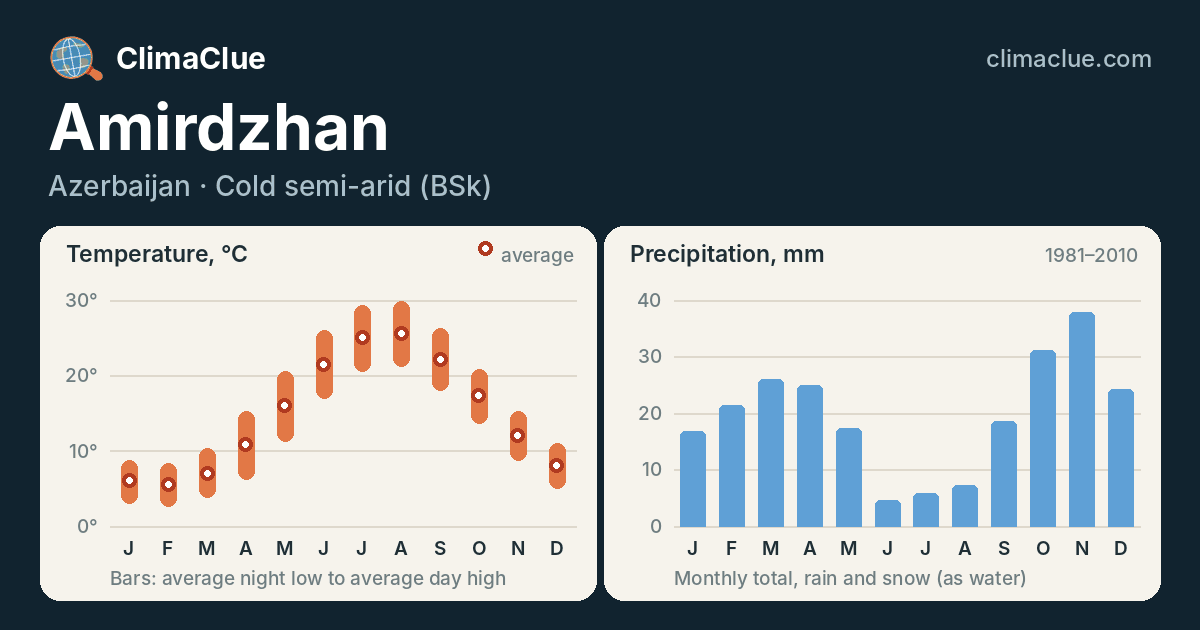 ClimaClue
climaclue.com
Amirdzhan
Azerbaijan · Cold semi-arid (BSk)
Temperature, °C
average
30°
20°
10°
0°
J F M A M J J A S O N D
Bars: average night low to average day high
Precipitation, mm
1981–2010
40
30
20
10
0
J F M A M J J A S O N D
Monthly total, rain and snow (as water)